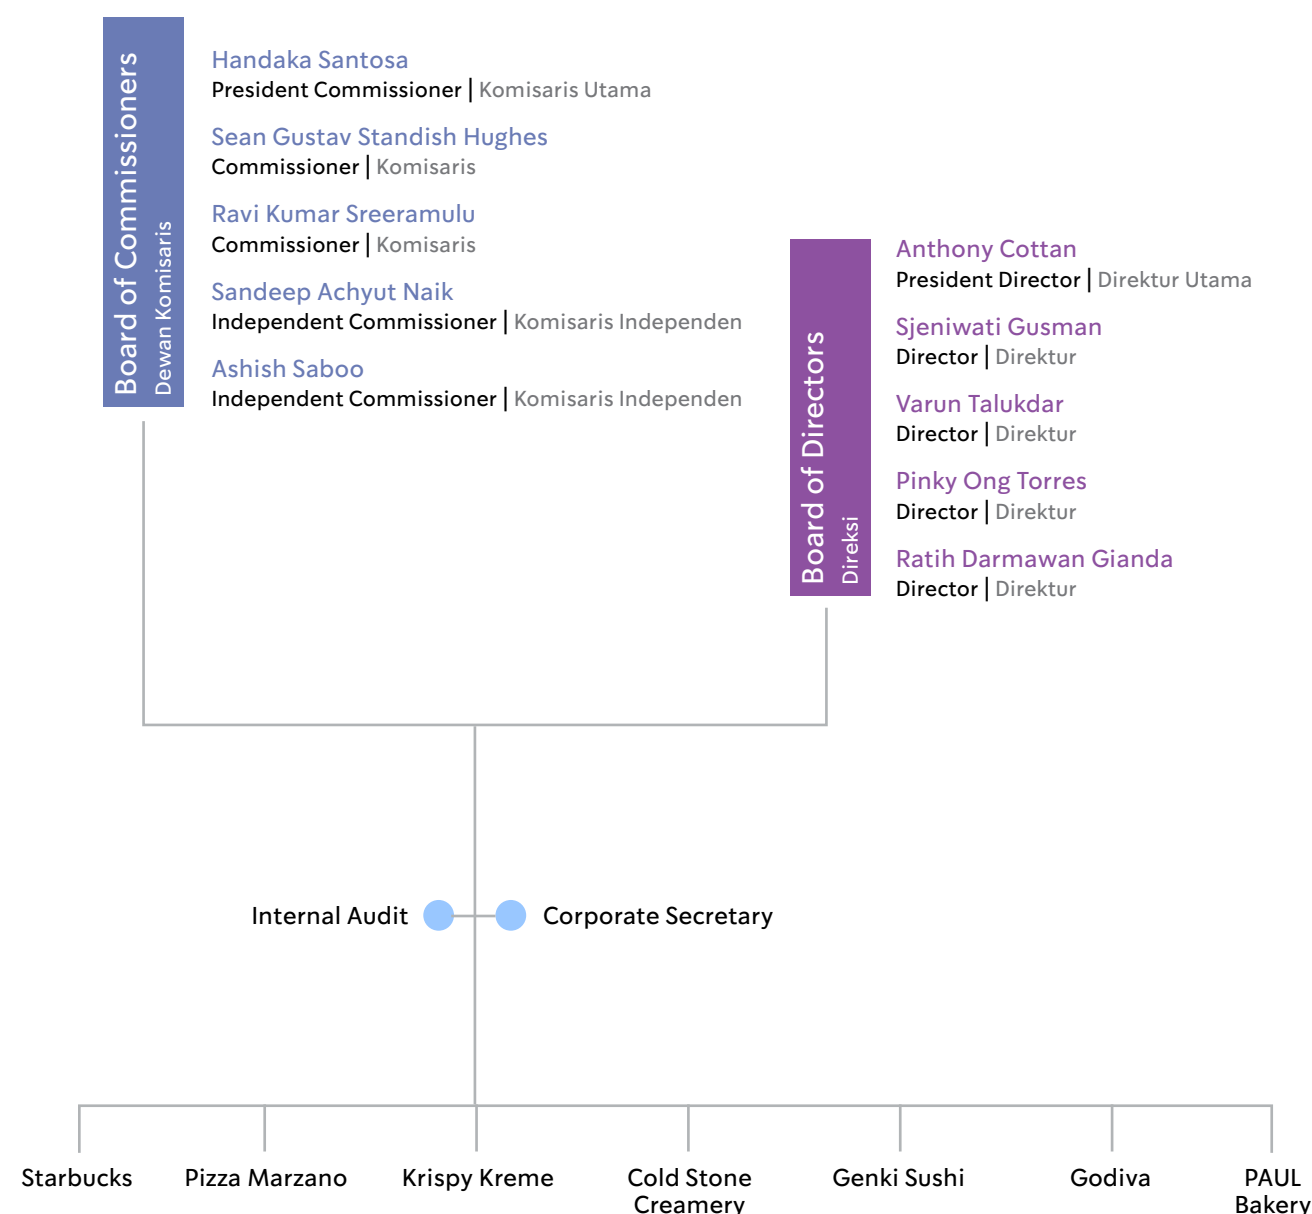 Board of Commissioners
Dewan Komisaris
Handaka Santosa
President Commissioner | Komisaris Utama
Sean Gustav Standish Hughes
Commissioner | Komisaris
Ravi Kumar Sreeramulu
Commissioner | Komisaris
Sandeep Achyut Naik
Independent Commissioner | Komisaris Independen
Ashish Saboo
Independent Commissioner | Komisaris Independen
Board of Directors
Direksi
Anthony Cottan
President Director | Direktur Utama
Sjeniwati Gusman
Director | Direktur
Varun Talukdar
Director | Direktur
Pinky Ong Torres
Director | Direktur
Ratih Darmawan Gianda
Director | Direktur
Internal Audit
Corporate Secretary
Starbucks
Pizza Marzano
Krispy Kreme
Cold Stone
Creamery
Genki Sushi
Godiva
PAUL
Bakery